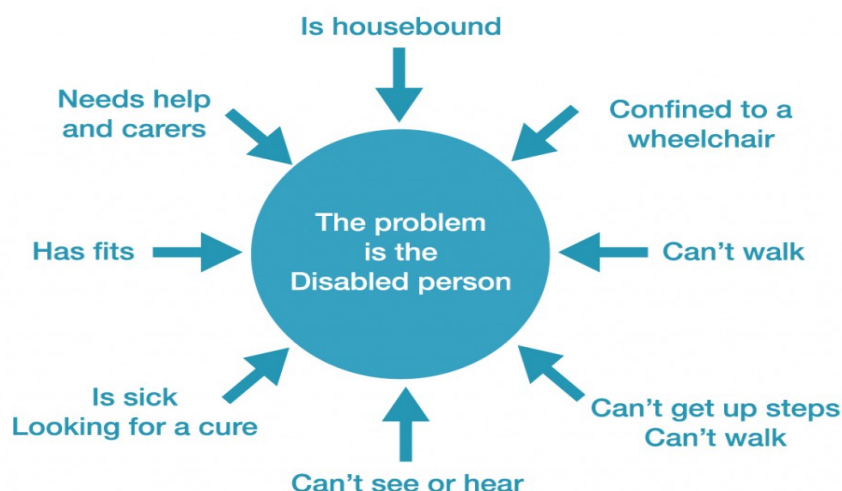 Is housebound
Needs help
and carers
Confined to a
wheelchair
The problem
is the
Disabled person
Has fits
Can't walk
Is sick
Looking for a cure
Can't get up steps
Can't walk
Can't see or hear